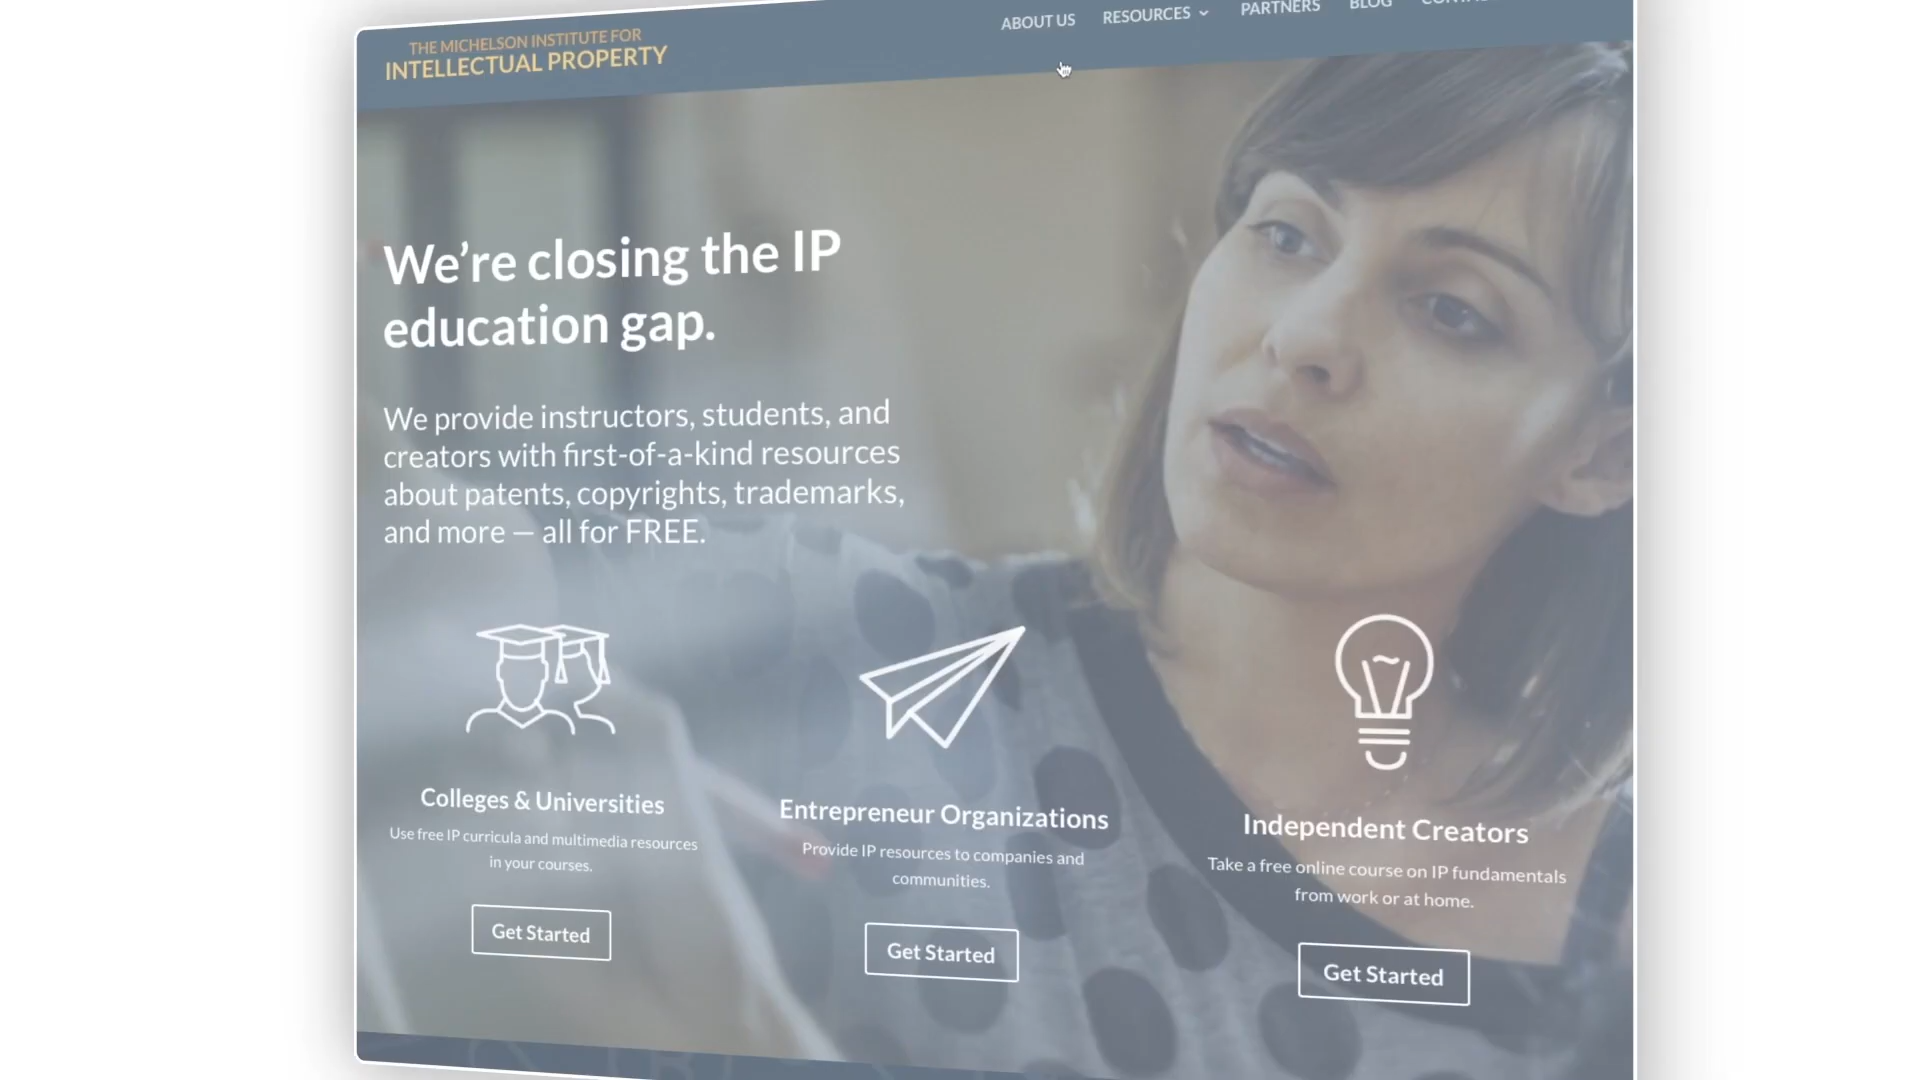 THE MICHELSON INSTITUTE FOR
INTELLECTUAL PROPERTY
ABOUT US
RESOURCES
PARTNERS
BLOG
We’re closing the IP
education gap.
We provide instructors, students, and
creators with first-of-a-kind resources
about patents, copyrights, trademarks,
and more — all for FREE.
Colleges & Universities
Use free IP curricula and multimedia resources
in your courses.
Get Started
Entrepreneur Organizations
Provide IP resources to companies and
communities.
Get Started
Independent Creators
Take a free online course on IP fundamentals
from work or at home.
Get Started